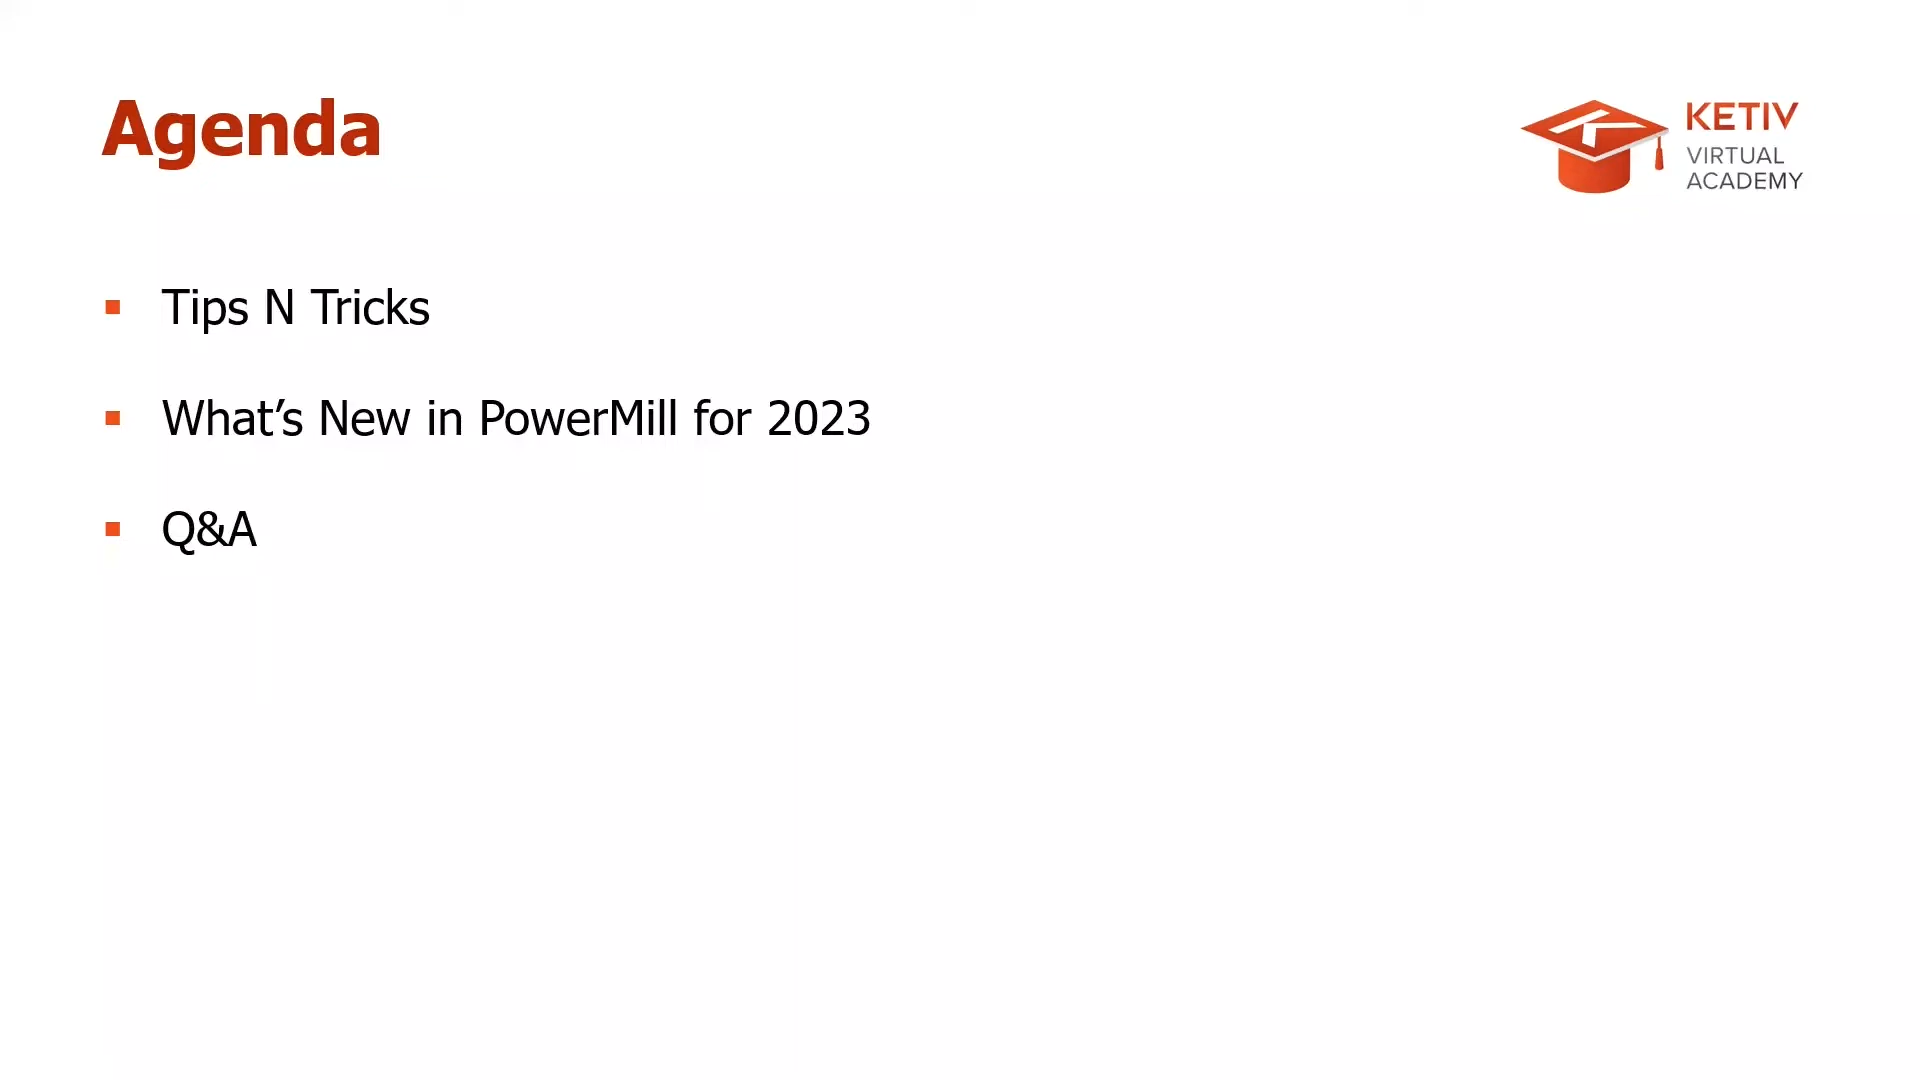 Agenda
KETIV
VIRTUAL
ACADEMY
Tips N Tricks
What’s New in PowerMill for 2023
Q&A